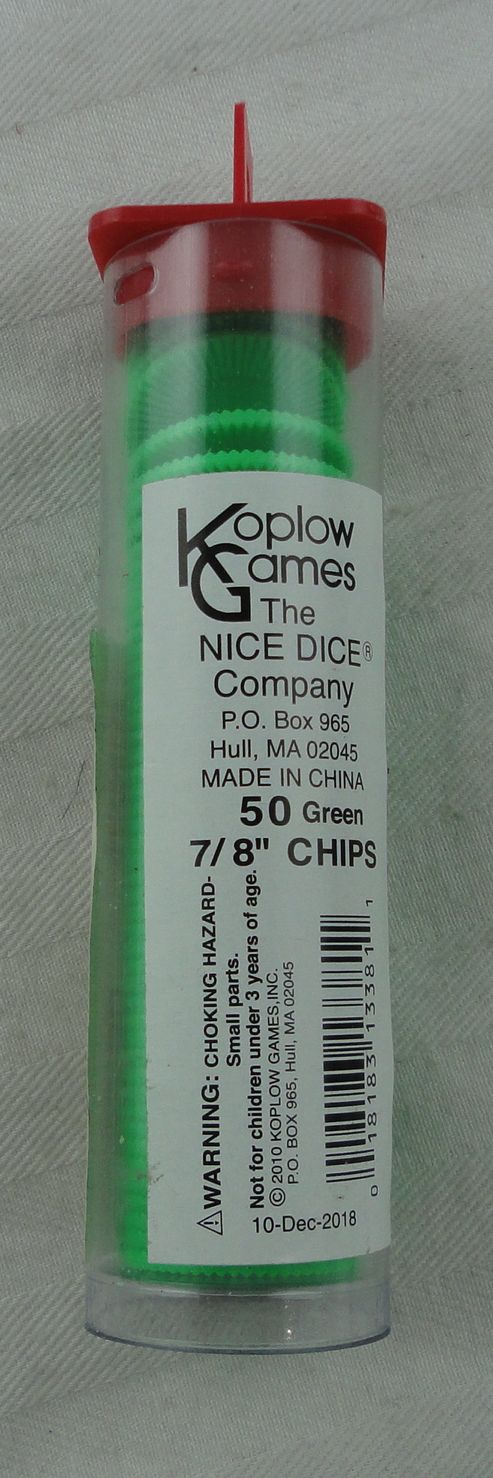 Koplow
Games
KG
The
NICE DICE®
Company
P.O. Box 965
Hull, MA 02045
MADE IN CHINA
50 Green
7/8" CHIPS
⚠WARNING: CHOKING HAZARD-
Small parts.
Not for children under 3 years of age.
© 2010 KOPLOW GAMES, INC.
P.O. BOX 965, Hull, MA 02045
0 18183 13381 1
10-Dec-2018